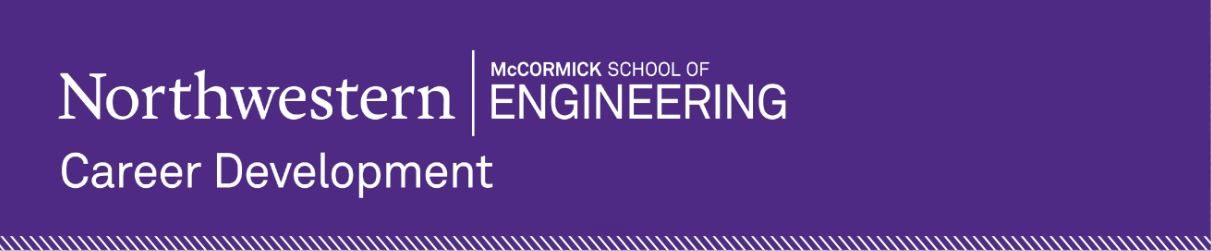 Northwestern
McCORMICK SCHOOL OF
ENGINEERING
Career Development